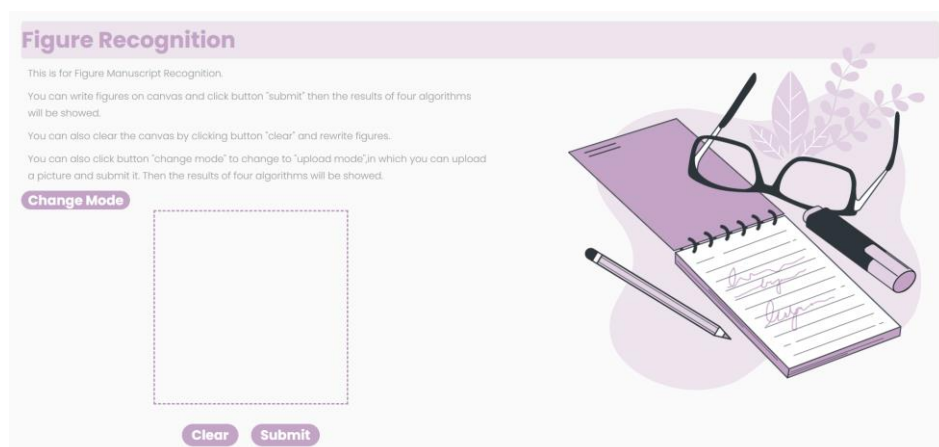 Figure Recognition
This is for Figure Manuscript Recognition.
You can write figures on canvas and click button "submit" then the results of four algorithms
will be showed.
You can also clear the canvas by clicking button "clear" and rewrite figures.
You can also click button "change mode" to change to "upload mode",in which you can upload
a picture and submit it. Then the results of four algorithms will be showed.
Change Mode
Clear Submit